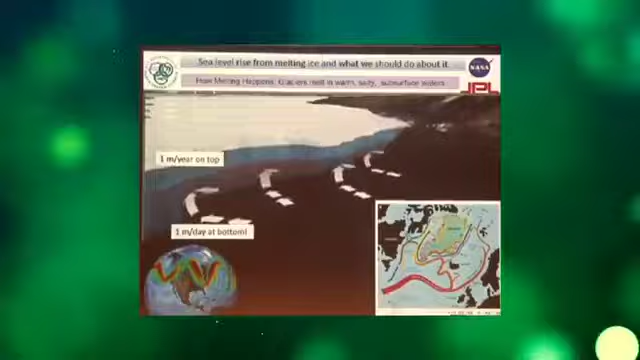 Sea level rise from melting ice and what we should do about it
NASA
How Melting Happens: Glaciers melt in warm, salty, subsurface waters
JPL
1 m/year on top
1 m/day at bottom!